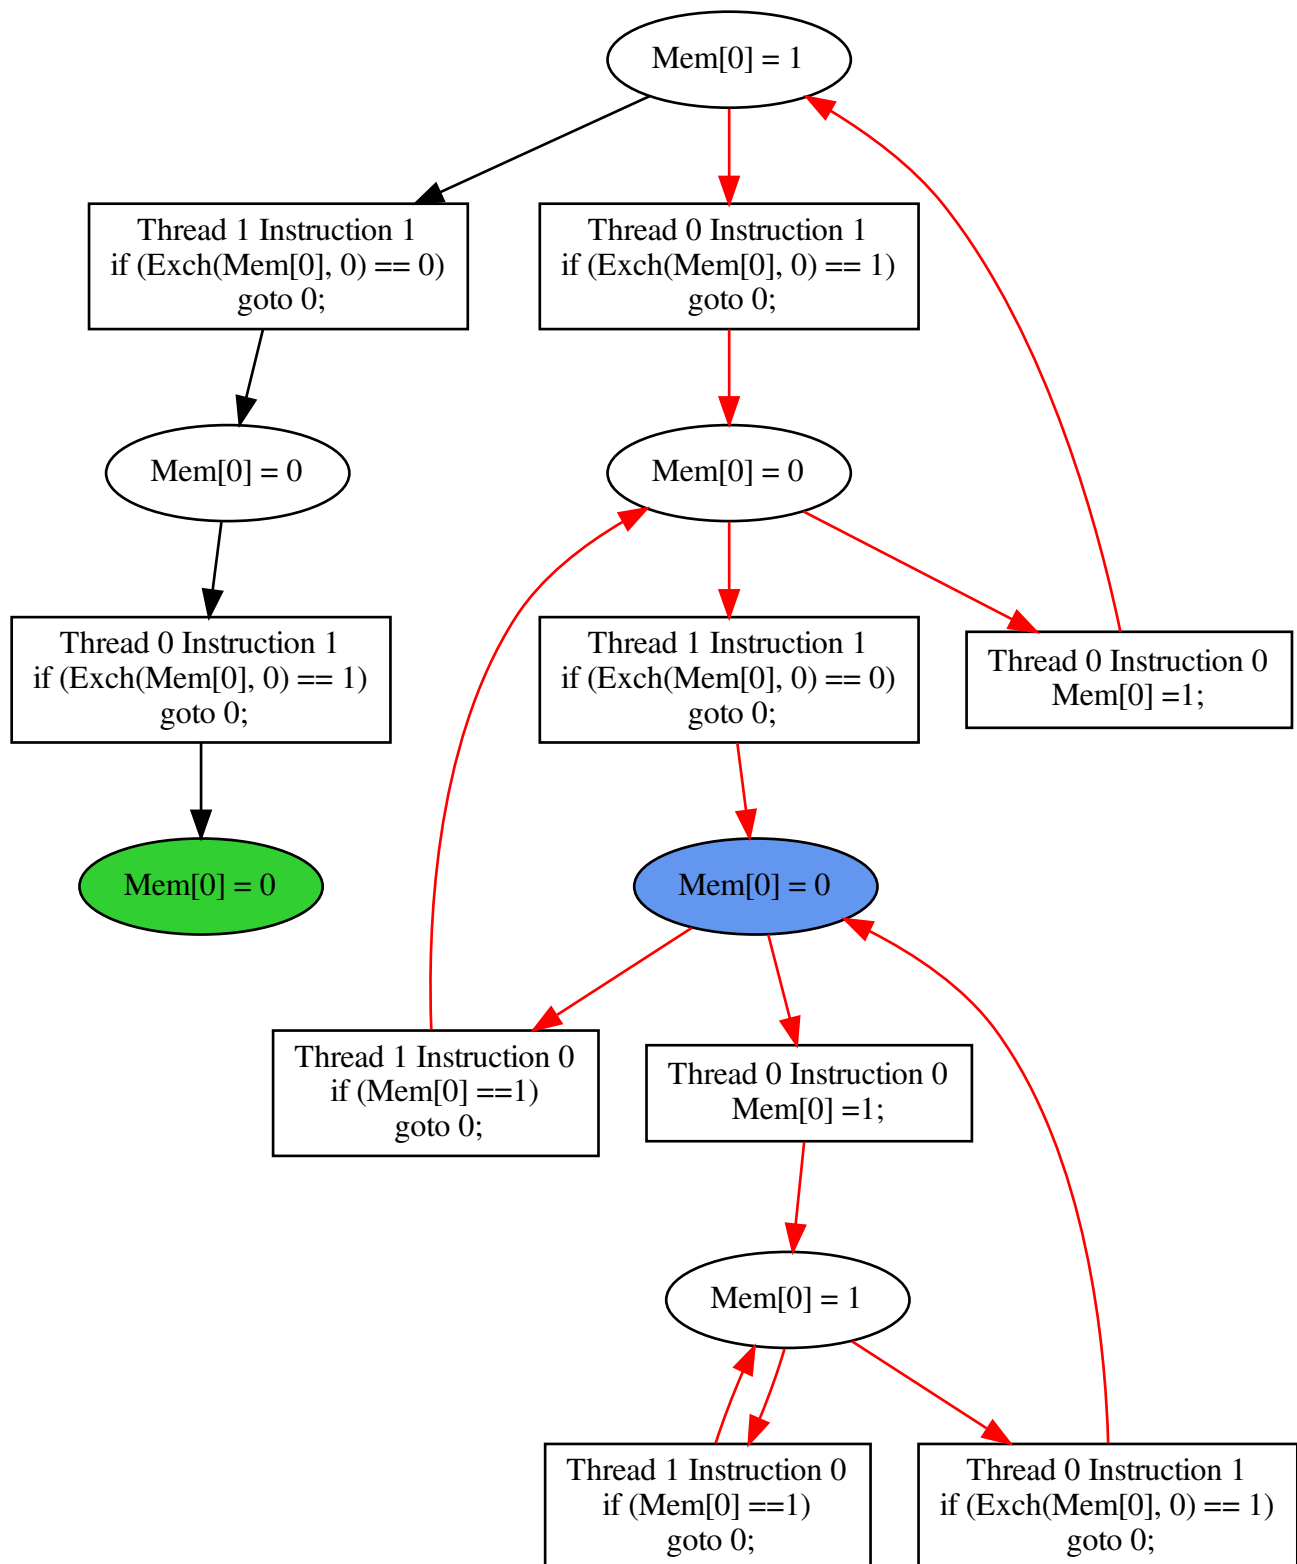 Mem[0] = 1
Thread 1 Instruction 1
if (Exch(Mem[0], 0) == 0)
goto 0;
Thread 0 Instruction 1
if (Exch(Mem[0], 0) == 1)
goto 0;
Mem[0] = 0
Mem[0] = 0
Thread 0 Instruction 1
if (Exch(Mem[0], 0) == 1)
goto 0;
Thread 1 Instruction 1
if (Exch(Mem[0], 0) == 0)
goto 0;
Thread 0 Instruction 0
Mem[0] =1;
Mem[0] = 0
Mem[0] = 0
Thread 1 Instruction 0
if (Mem[0] ==1)
goto 0;
Thread 0 Instruction 0
Mem[0] =1;
Mem[0] = 1
Thread 1 Instruction 0
if (Mem[0] ==1)
goto 0;
Thread 0 Instruction 1
if (Exch(Mem[0], 0) == 1)
goto 0;